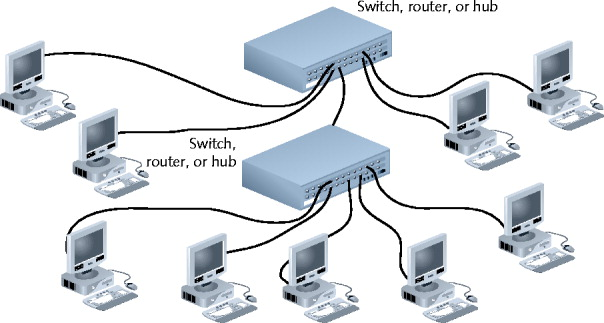 Switch, router, or hub
Switch,
router, or hub